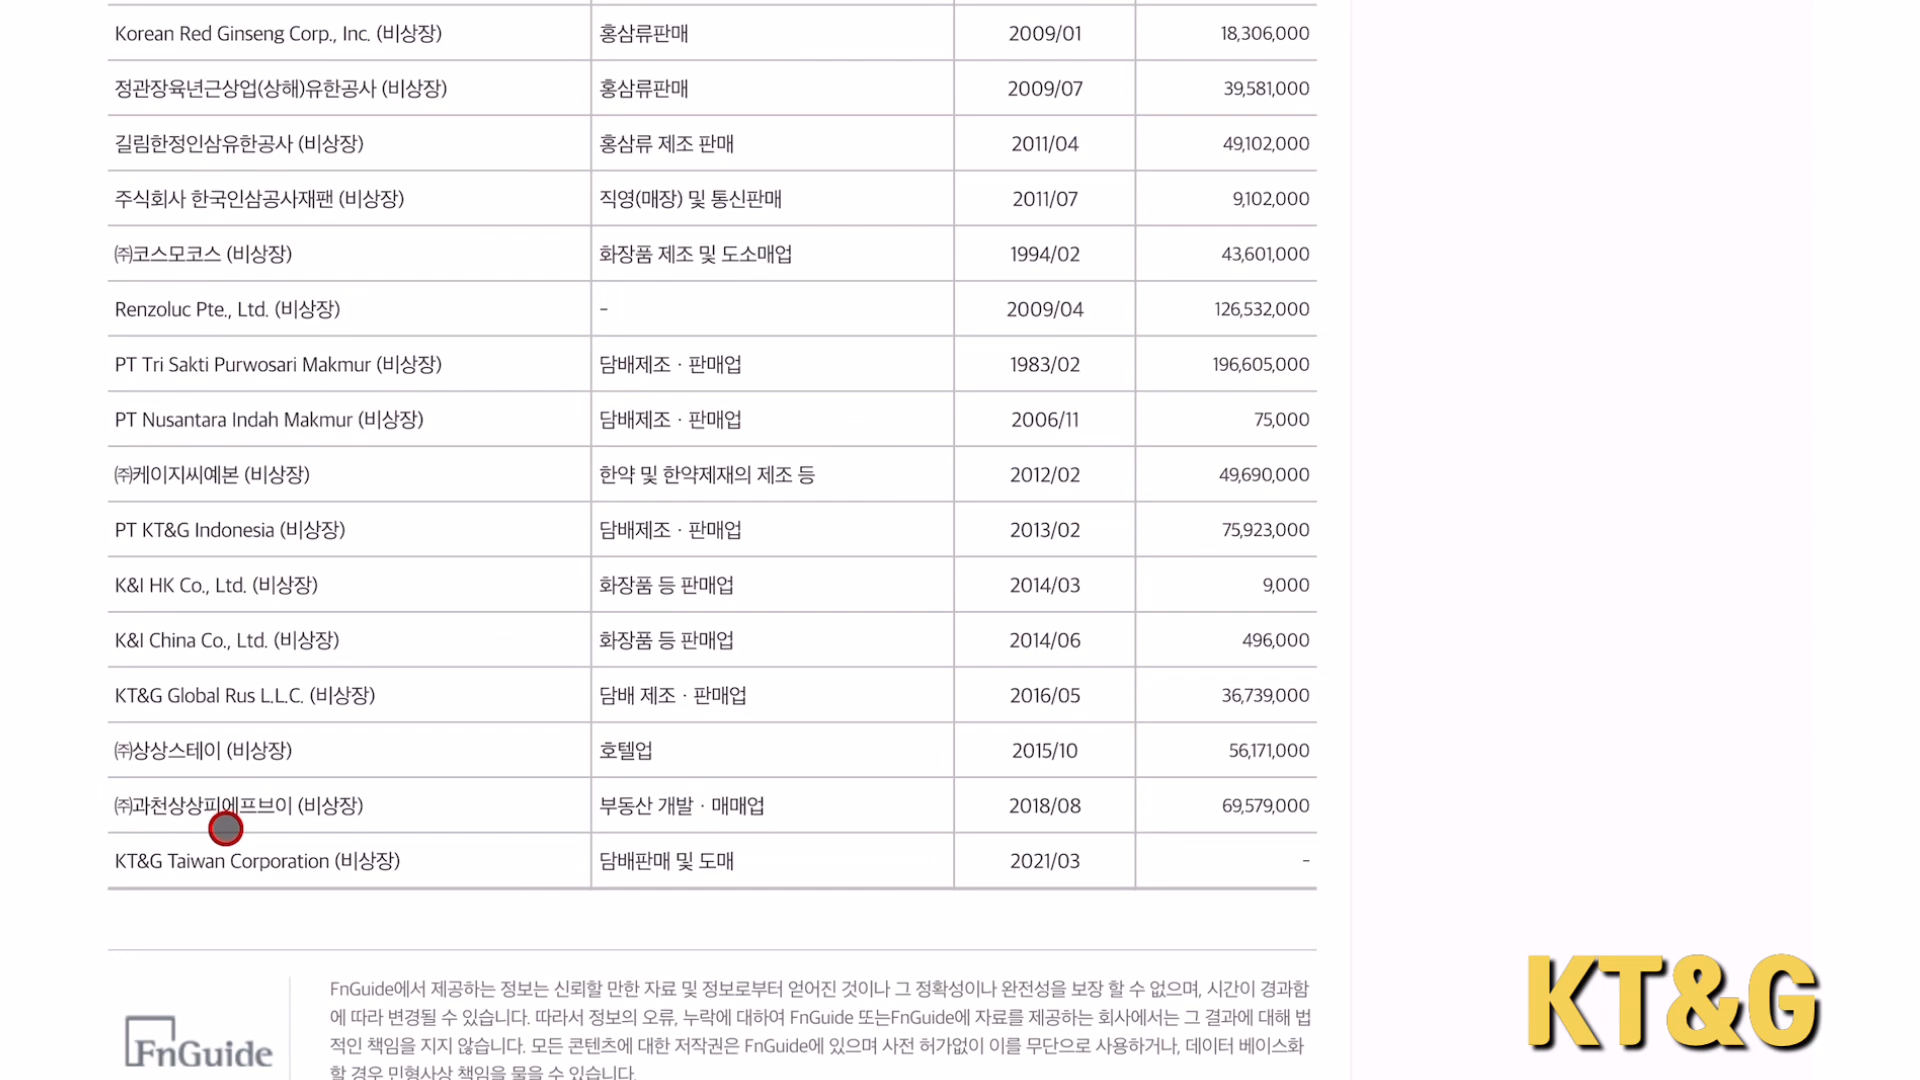 Korean Red Ginseng Corp., Inc. (비상장) 홍삼류판매 2009/01 18,306,000
정관장육년근상업(상해)유한공사 (비상장) 홍삼류판매 2009/07 39,581,000
길림한정인삼유한공사 (비상장) 홍삼류 제조 판매 2011/04 49,102,000
주식회사 한국인삼공사재팬 (비상장) 직영(매장) 및 통신판매 2011/07 9,102,000
㈜코스모코스 (비상장) 화장품 제조 및 도소매업 1994/02 43,601,000
Renzoluc Pte., Ltd. (비상장) - 2009/04 126,532,000
PT Tri Sakti Purwosari Makmur (비상장) 담배제조 · 판매업 1983/02 196,605,000
PT Nusantara Indah Makmur (비상장) 담배제조 · 판매업 2006/11 75,000
㈜케이지씨예본 (비상장) 한약 및 한약제재의 제조 등 2012/02 49,690,000
PT KT&G Indonesia (비상장) 담배제조 · 판매업 2013/02 75,923,000
K&I HK Co., Ltd. (비상장) 화장품 등 판매업 2014/03 9,000
K&I China Co., Ltd. (비상장) 화장품 등 판매업 2014/06 496,000
KT&G Global Rus L.L.C. (비상장) 담배 제조 · 판매업 2016/05 36,739,000
㈜상상스테이 (비상장) 호텔업 2015/10 56,171,000
㈜과천상상피에프브이 (비상장) 부동산 개발 · 매매업 2018/08 69,579,000
KT&G Taiwan Corporation (비상장) 담배판매 및 도매 2021/03 -
FnGuide
FnGuide에서 제공하는 정보는 신뢰할 만한 자료 및 정보로부터 얻어진 것이나 그 정확성이나 완전성을 보장 할 수 없으며, 시간이 경과함
에 따라 변경될 수 있습니다. 따라서 정보의 오류, 누락에 대하여 FnGuide 또는FnGuide에 자료를 제공하는 회사에서는 그 결과에 대해 법
적인 책임을 지지 않습니다. 모든 콘텐츠에 대한 저작권은 FnGuide에 있으며 사전 허가없이 이를 무단으로 사용하거나, 데이터 베이스화
할 경우 민형사상 책임을 물을 수 있습니다.
KT&G